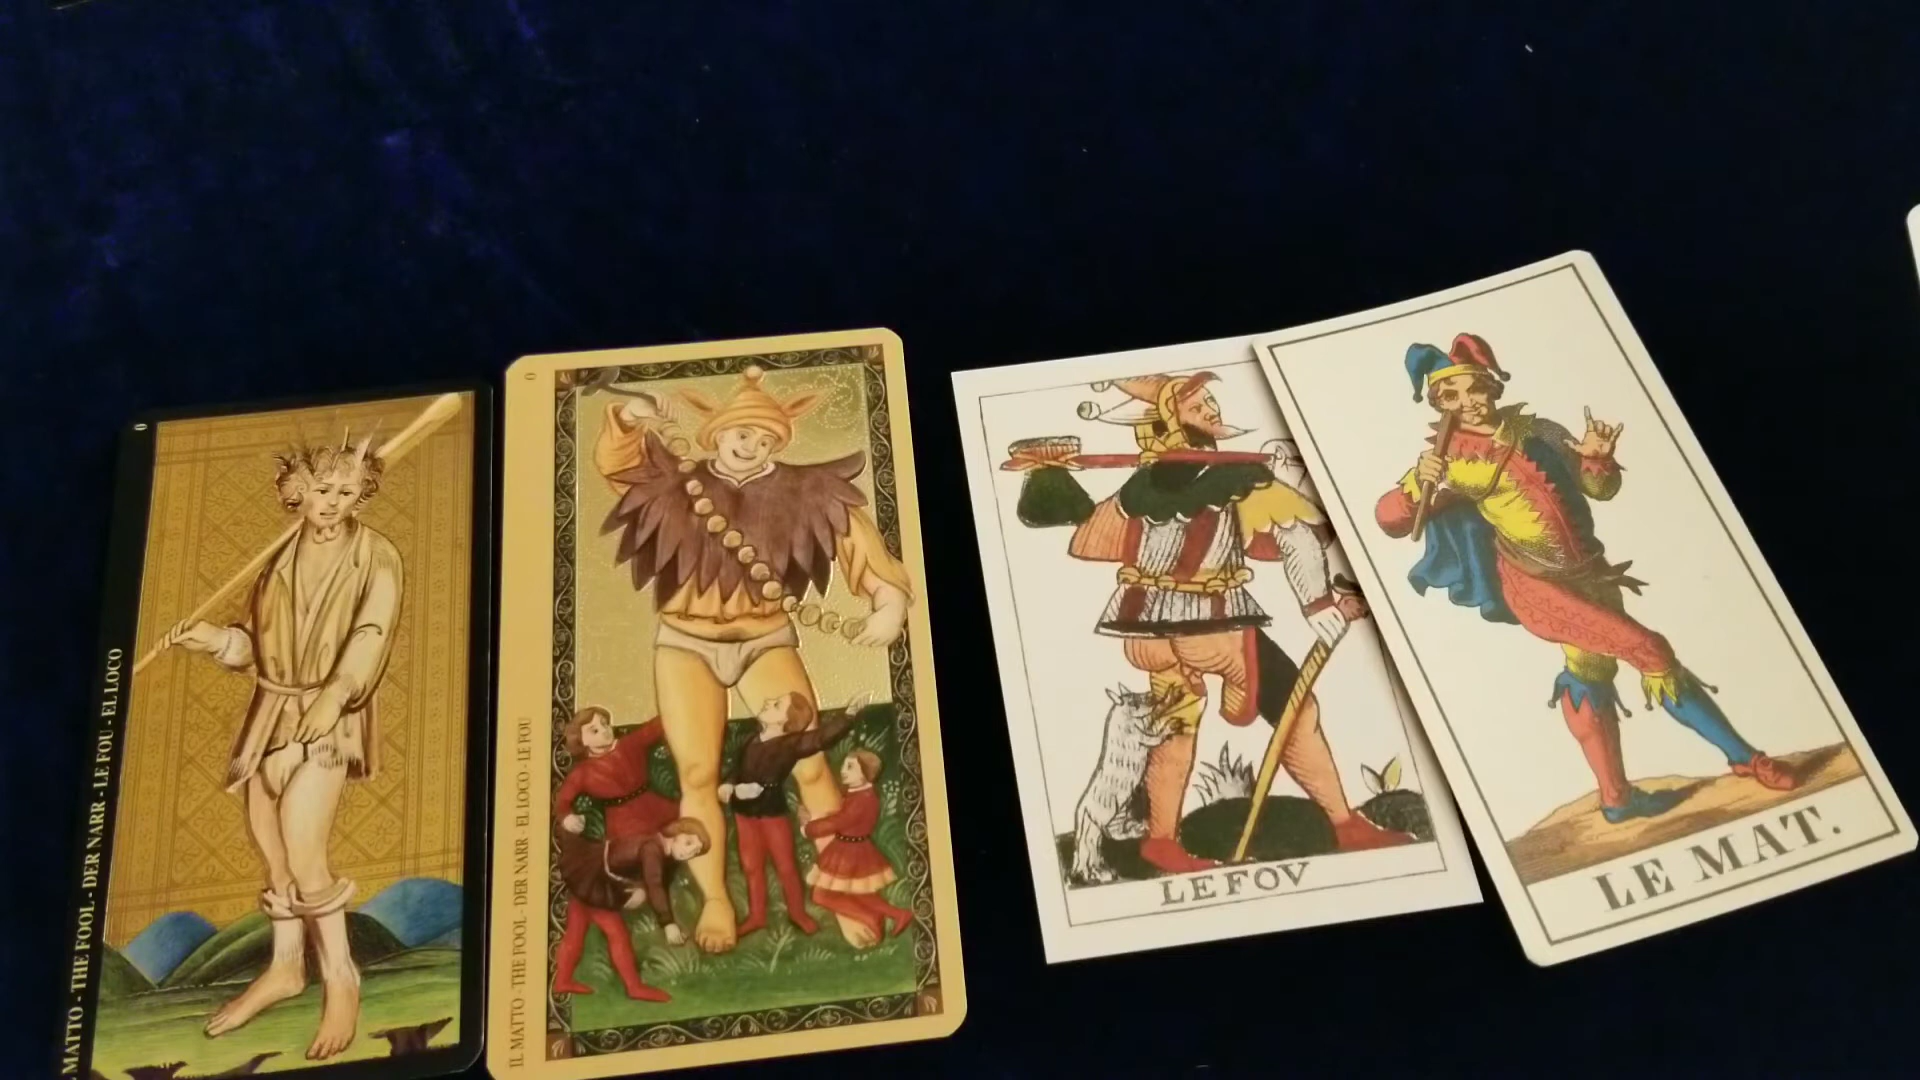 0
MATTO - THE FOOL - DER NARR - LE FOU - EL LOCO
0
IL MATTO - THE FOOL - DER NARR - EL LOCO - LE FOU
LE FOV
LE MAT.